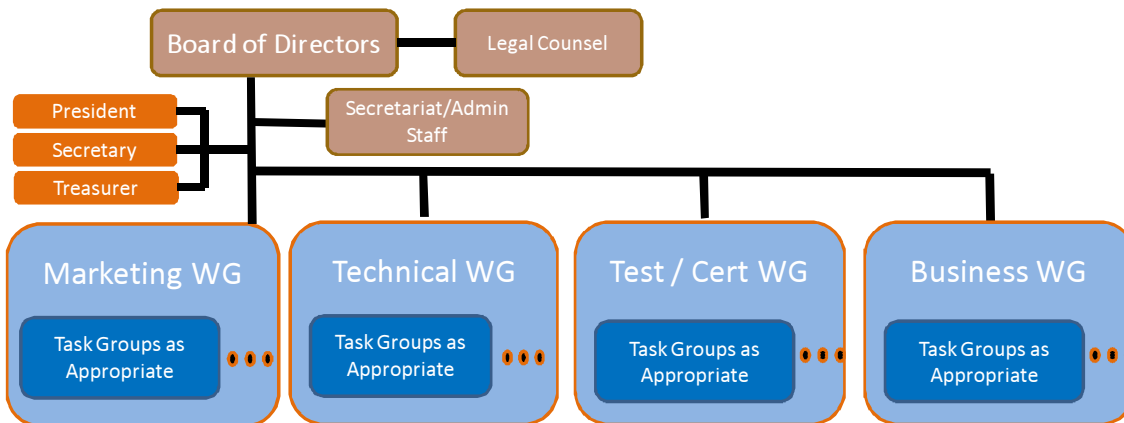 Board of Directors
Legal Counsel
President
Secretary
Treasurer
Secretariat/Admin
Staff
Marketing WG
Technical WG
Test / Cert WG
Business WG
Task Groups as
Appropriate
Task Groups as
Appropriate
Task Groups as
Appropriate
Task Groups as
Appropriate